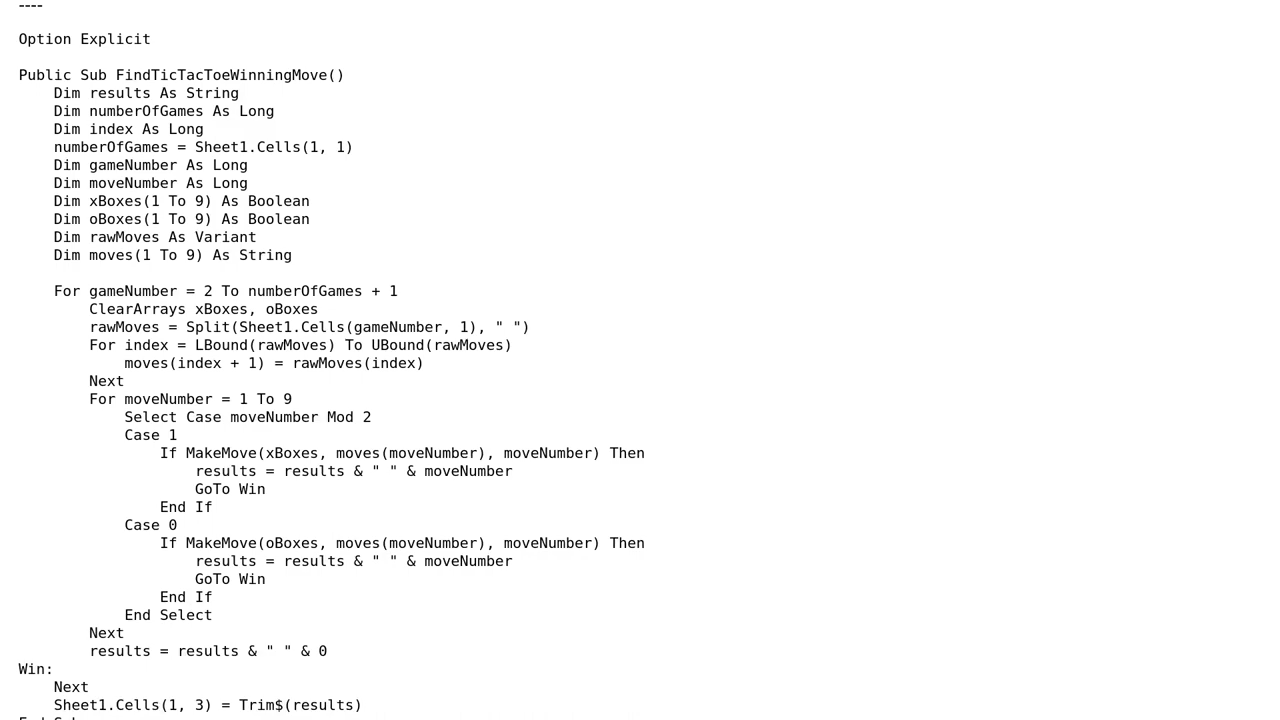 ----
Option Explicit
Public Sub FindTicTacToeWinningMove()
    Dim results As String
    Dim numberOfGames As Long
    Dim index As Long
    numberOfGames = Sheet1.Cells(1, 1)
    Dim gameNumber As Long
    Dim moveNumber As Long
    Dim xBoxes(1 To 9) As Boolean
    Dim oBoxes(1 To 9) As Boolean
    Dim rawMoves As Variant
    Dim moves(1 To 9) As String
    For gameNumber = 2 To numberOfGames + 1
        ClearArrays xBoxes, oBoxes
        rawMoves = Split(Sheet1.Cells(gameNumber, 1), " ")
        For index = LBound(rawMoves) To UBound(rawMoves)
            moves(index + 1) = rawMoves(index)
        Next
        For moveNumber = 1 To 9
            Select Case moveNumber Mod 2
            Case 1
                If MakeMove(xBoxes, moves(moveNumber), moveNumber) Then
                    results = results & " " & moveNumber
                    GoTo Win
                End If
            Case 0
                If MakeMove(oBoxes, moves(moveNumber), moveNumber) Then
                    results = results & " " & moveNumber
                    GoTo Win
                End If
            End Select
        Next
        results = results & " " & 0
Win:
    Next
    Sheet1.Cells(1, 3) = Trim$(results)